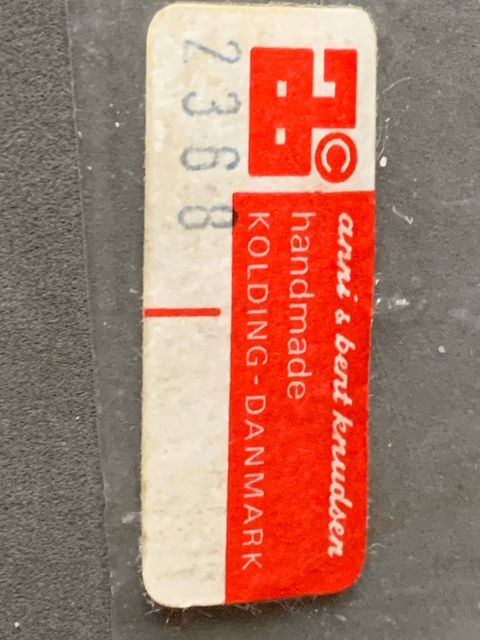 ©
anni & bent knudsen
handmade
KOLDING-DANMARK
2368